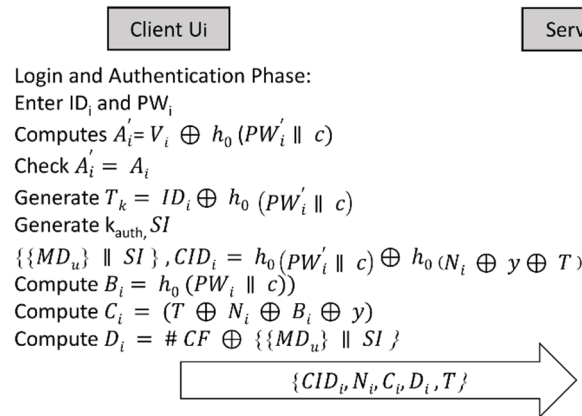 Client Ui
Serv
Login and Authentication Phase:
Enter IDᵢ and PWᵢ
Computes A′ᵢ= Vᵢ ⊕ h₀ (PW′ᵢ ∥ c)
Check A′ᵢ = Aᵢ
Generate Tₖ = IDᵢ ⊕ h₀ (PW′ᵢ ∥ c)
Generate k_auth, SI
{{MDᵤ} ∥ SI }, CIDᵢ = h₀(PW′ᵢ ∥ c) ⊕ h₀ (Nᵢ ⊕ y ⊕ T)
Compute Bᵢ = h₀ (PWᵢ ∥ c))
Compute Cᵢ = (T ⊕ Nᵢ ⊕ Bᵢ ⊕ y)
Compute Dᵢ = # CF ⊕ {{MDᵤ} ∥ SI }
{CIDᵢ, Nᵢ, Cᵢ, Dᵢ, T}